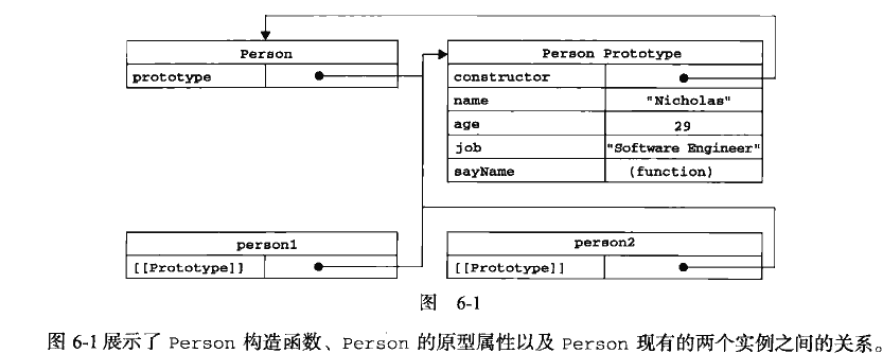 Person
prototype
Person Prototype
constructor
name "Nicholas"
age 29
job "Software Engineer"
sayName (function)
person1
[[Prototype]]
person2
[[Prototype]]
图 6-1
图 6-1 展示了 Person 构造函数、Person 的原型属性以及 Person 现有的两个实例之间的关系。